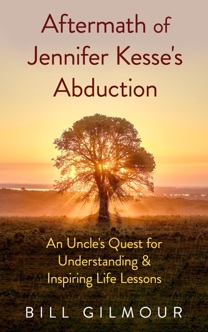 Aftermath of
Jennifer Kesse's
Abduction
An Uncle's Quest for
Understanding &
Inspiring Life Lessons
BILL GILMOUR